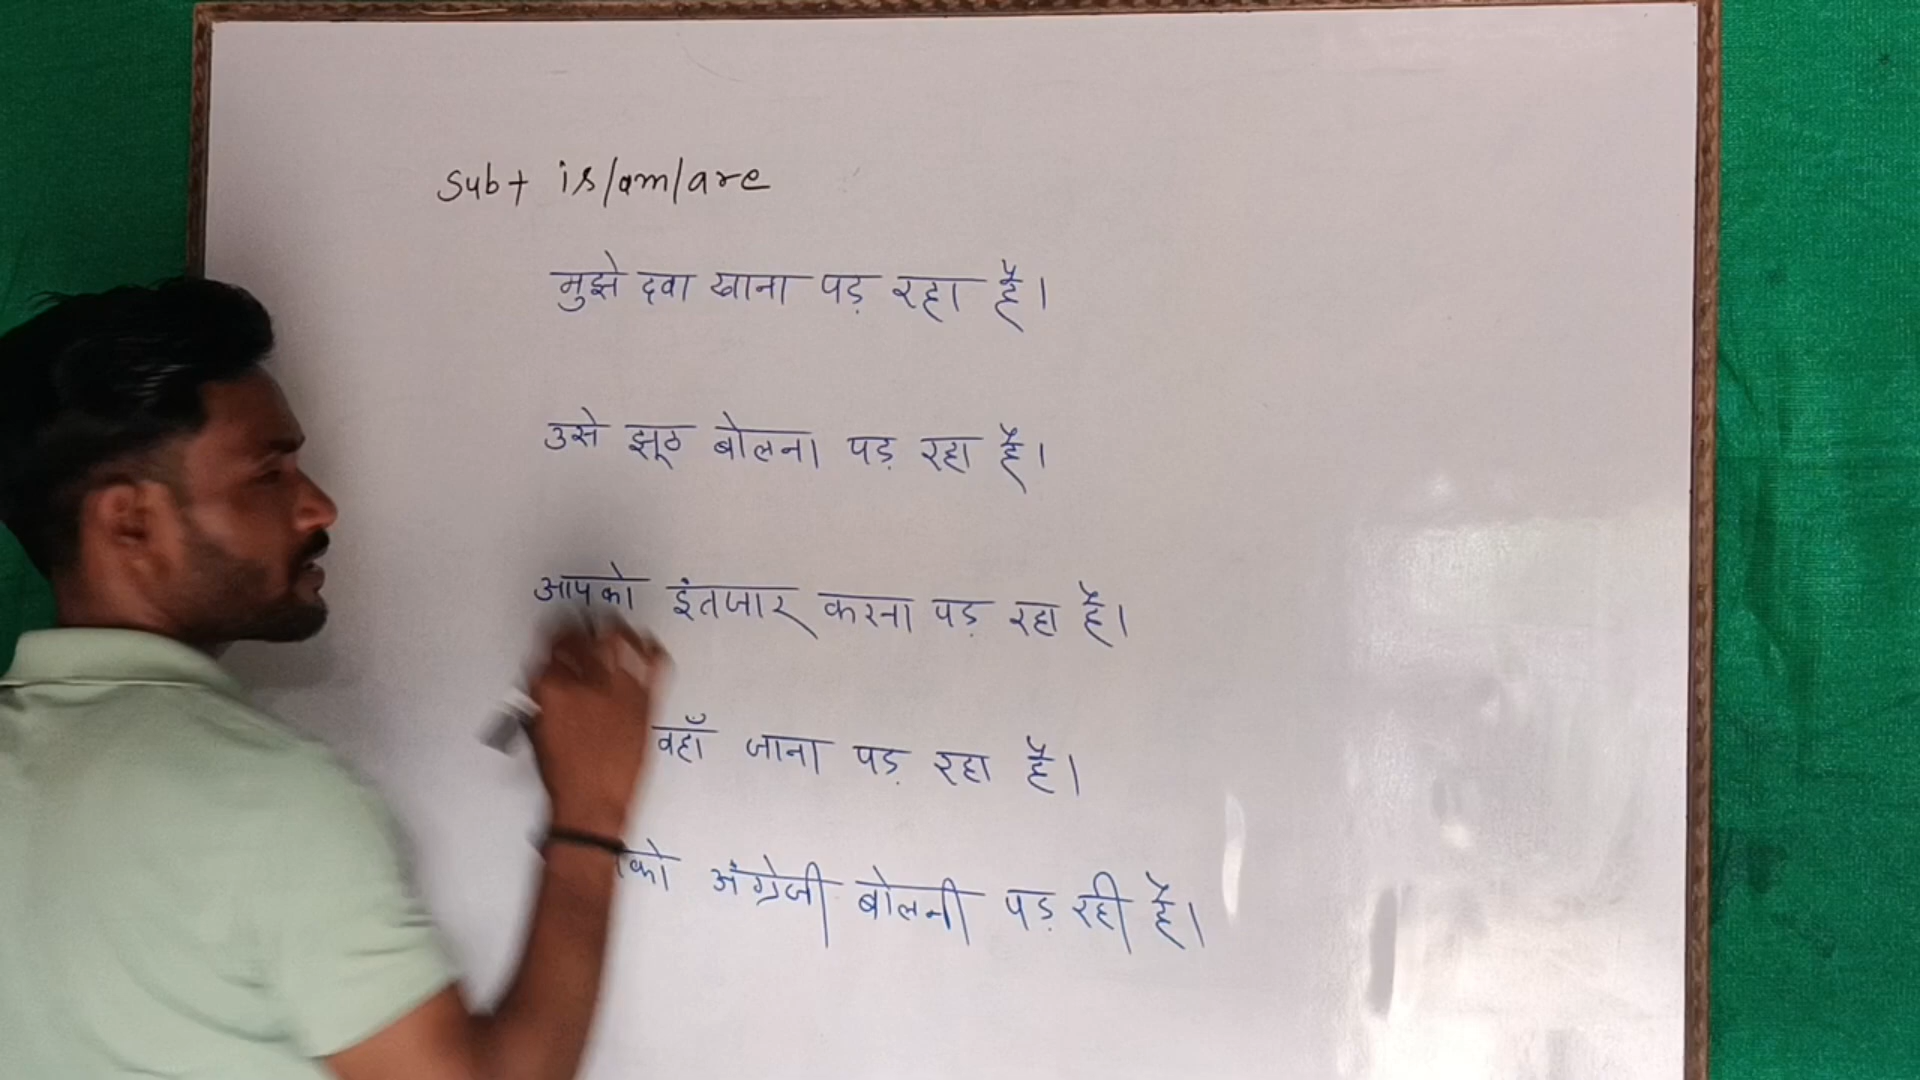 Sub+ is/am/are
मुझे दवा खाना पड़ रहा है।
उसे झूठ बोलना पड़ रहा है।
आपको इंतजार करना पड़ रहा है।
वहाँ जाना पड़ रहा है।
अंग्रेजी बोलनी पड़ रही है।